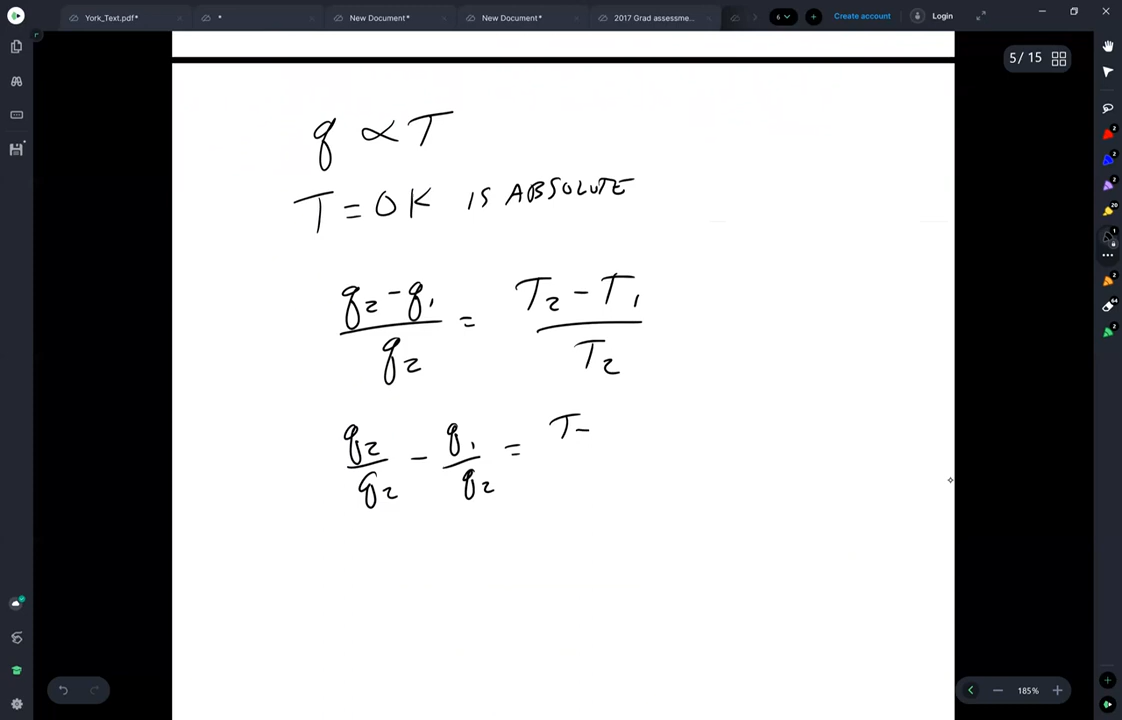 York_Text.pdf* * New Document* New Document* 2017 Grad assessme... 6 Create account Login
5/ 15
q ∝ T
T = 0 K IS ABSOLUTE
(q₂ - q₁)/q₂ = (T₂ - T₁)/T₂
q₂/q₂ - q₁/q₂ = T
185%